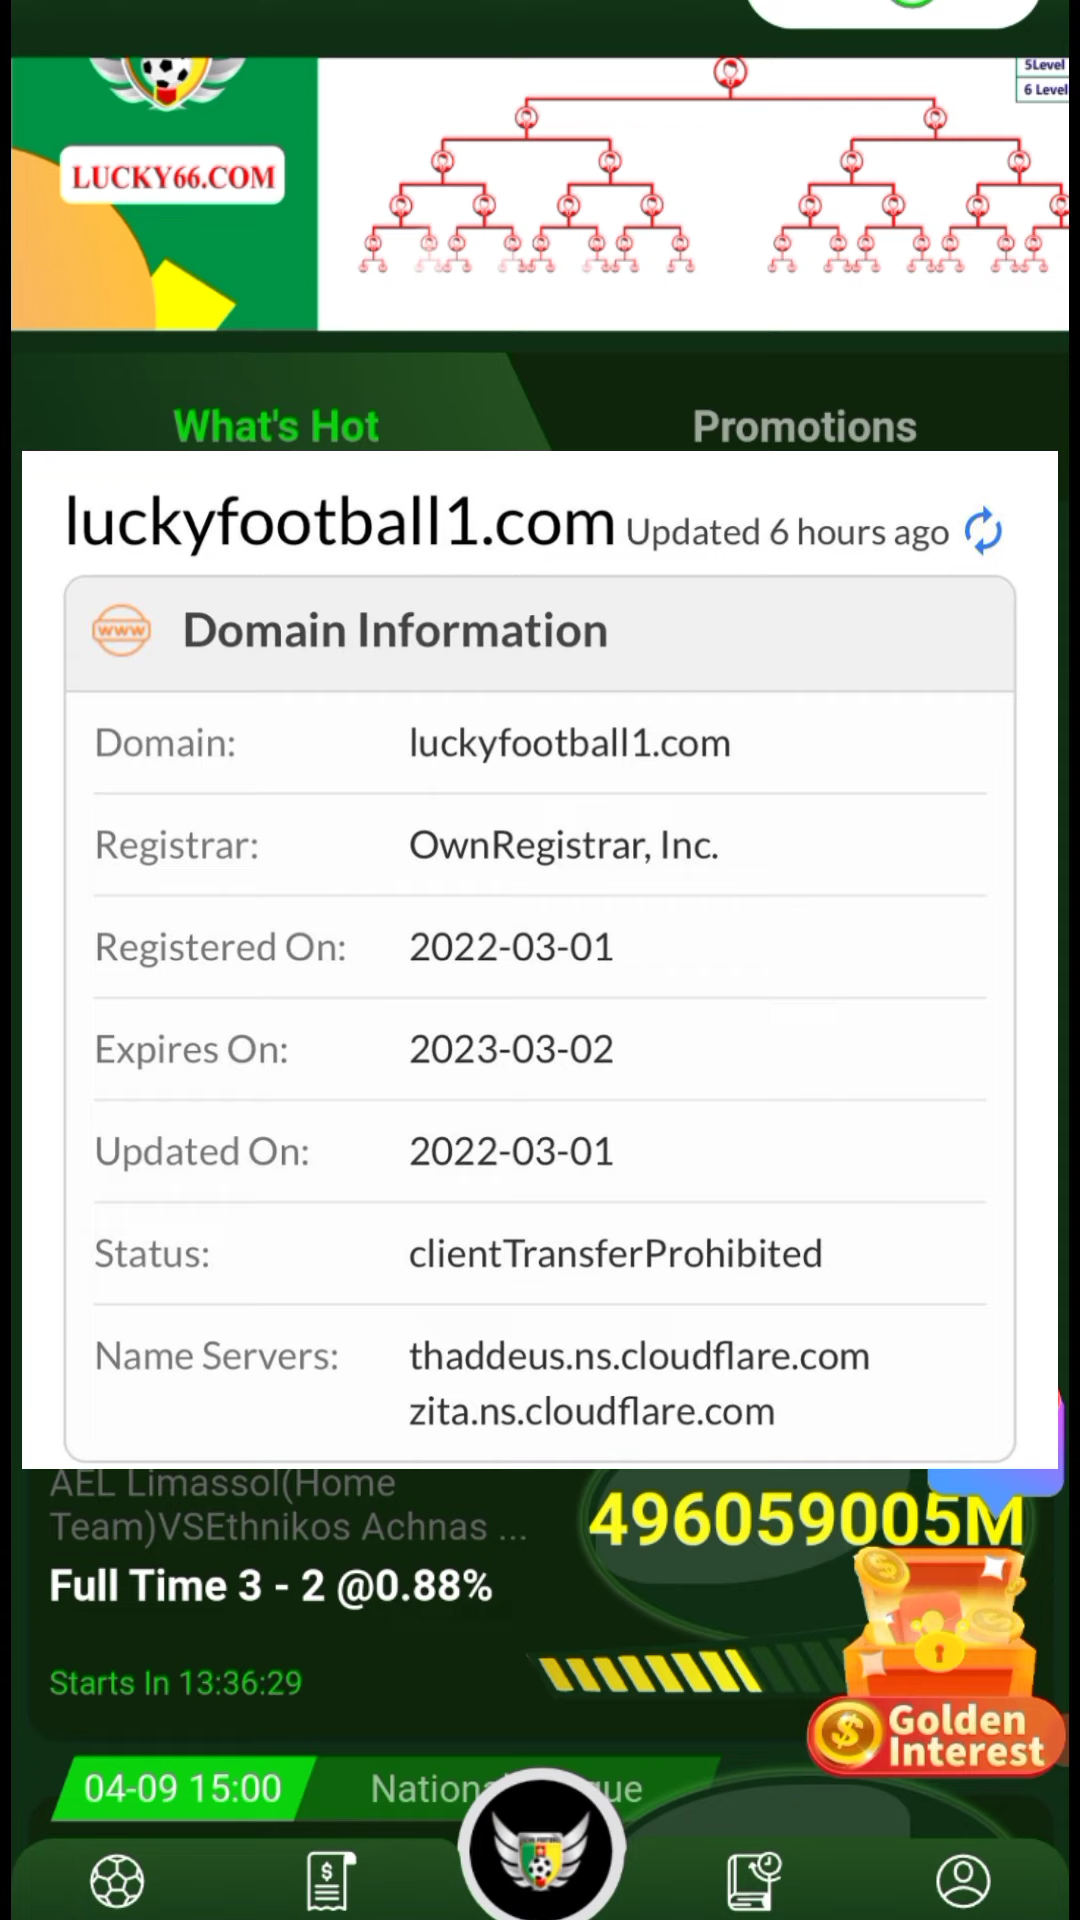 5Level
6 Level
LUCKY66.COM
What's Hot
Promotions
luckyfootball1.com Updated 6 hours ago
www
Domain Information
Domain: luckyfootball1.com
Registrar: OwnRegistrar, Inc.
Registered On: 2022-03-01
Expires On: 2023-03-02
Updated On: 2022-03-01
Status: clientTransferProhibited
Name Servers: thaddeus.ns.cloudflare.com
zita.ns.cloudflare.com
AEL Limassol(Home
Team)VSEthnikos Achnas ...
496059005M
Full Time 3 - 2 @0.88%
Starts In 13:36:29
Golden
Interest
04-09 15:00